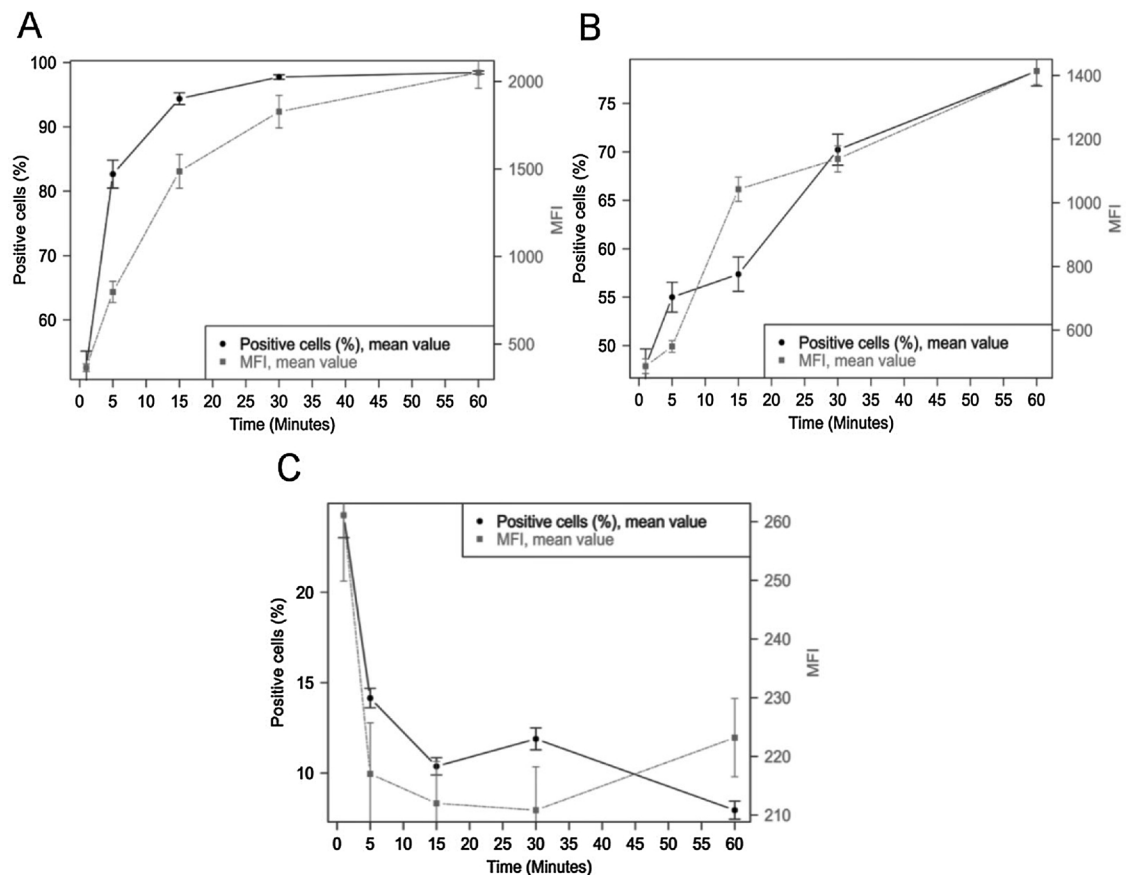 A
100
90
80
70
60
Positive cells (%)
2000
1500
1000
500
MFI
Positive cells (%), mean value
MFI, mean value
0 5 10 15 20 25 30 35 40 45 50 55 60
Time (Minutes)
B
75
70
65
60
55
50
Positive cells (%)
1400
1200
1000
800
600
MFI
Positive cells (%), mean value
MFI, mean value
0 5 10 15 20 25 30 35 40 45 50 55 60
Time (Minutes)
C
20
15
10
Positive cells (%)
Positive cells (%), mean value
MFI, mean value
260
250
240
230
220
210
MFI
0 5 10 15 20 25 30 35 40 45 50 55 60
Time (Minutes)